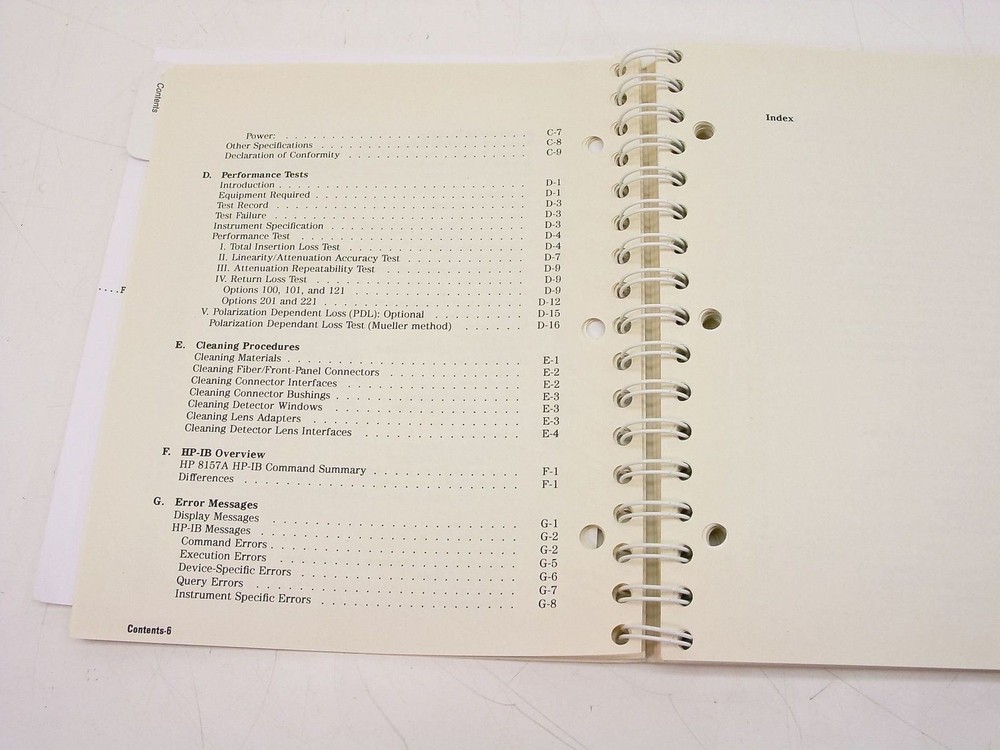 Contents
Power: . . . . . . . . . . . . . . . . . . . . . . . . . C-7
Other Specifications . . . . . . . . . . . . . . . . . . . . . C-8
Declaration of Conformity . . . . . . . . . . . . . . . . . . . C-9
D. Performance Tests
Introduction . . . . . . . . . . . . . . . . . . . . . . . . . D-1
Equipment Required . . . . . . . . . . . . . . . . . . . . . . D-1
Test Record . . . . . . . . . . . . . . . . . . . . . . . . . D-3
Test Failure . . . . . . . . . . . . . . . . . . . . . . . . . D-3
Instrument Specification . . . . . . . . . . . . . . . . . . . . D-3
Performance Test . . . . . . . . . . . . . . . . . . . . . . . D-4
I. Total Insertion Loss Test . . . . . . . . . . . . . . . . . . D-4
II. Linearity/Attenuation Accuracy Test . . . . . . . . . . . . D-7
III. Attenuation Repeatability Test . . . . . . . . . . . . . . D-9
IV. Return Loss Test . . . . . . . . . . . . . . . . . . . . . D-9
Options 100, 101, and 121 . . . . . . . . . . . . . . . . . . D-9
Options 201 and 221 . . . . . . . . . . . . . . . . . . . . D-12
V. Polarization Dependent Loss (PDL): Optional . . . . . . . . . . D-15
Polarization Dependant Loss Test (Mueller method) . . . . . . D-16
....F
E. Cleaning Procedures
Cleaning Materials . . . . . . . . . . . . . . . . . . . . . . E-1
Cleaning Fiber/Front-Panel Connectors . . . . . . . . . . . . . E-2
Cleaning Connector Interfaces . . . . . . . . . . . . . . . . . E-2
Cleaning Connector Bushings . . . . . . . . . . . . . . . . . . E-3
Cleaning Detector Windows . . . . . . . . . . . . . . . . . . E-3
Cleaning Lens Adapters . . . . . . . . . . . . . . . . . . . . E-3
Cleaning Detector Lens Interfaces . . . . . . . . . . . . . . . E-4
F. HP-IB Overview
HP 8157A HP-IB Command Summary . . . . . . . . . . . . . . F-1
Differences . . . . . . . . . . . . . . . . . . . . . . . . . F-1
G. Error Messages
Display Messages . . . . . . . . . . . . . . . . . . . . . . . G-1
HP-IB Messages . . . . . . . . . . . . . . . . . . . . . . . . G-2
Command Errors . . . . . . . . . . . . . . . . . . . . . . . G-2
Execution Errors . . . . . . . . . . . . . . . . . . . . . . G-5
Device-Specific Errors . . . . . . . . . . . . . . . . . . . . G-6
Query Errors . . . . . . . . . . . . . . . . . . . . . . . . G-7
Instrument Specific Errors . . . . . . . . . . . . . . . . . . G-8
Contents-6
Index